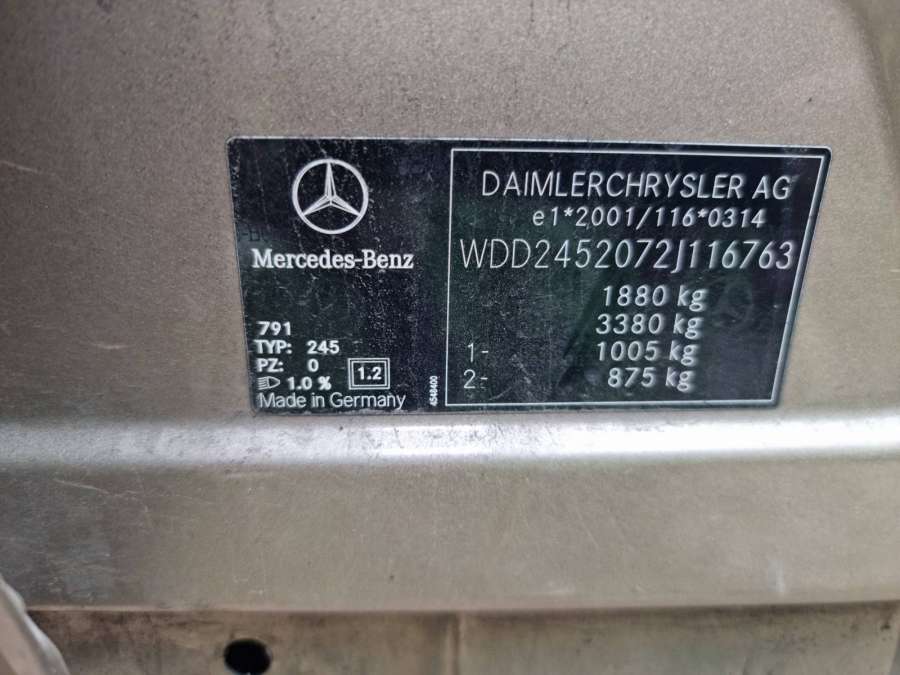 Mercedes-Benz
791
TYP: 245
PZ: 0
1.0 %
1.2
Made in Germany
4548400
DAIMLERCHRYSLER AG
e1*2001/116*0314
WDD2452072J116763
1880 kg
3380 kg
1- 1005 kg
2- 875 kg